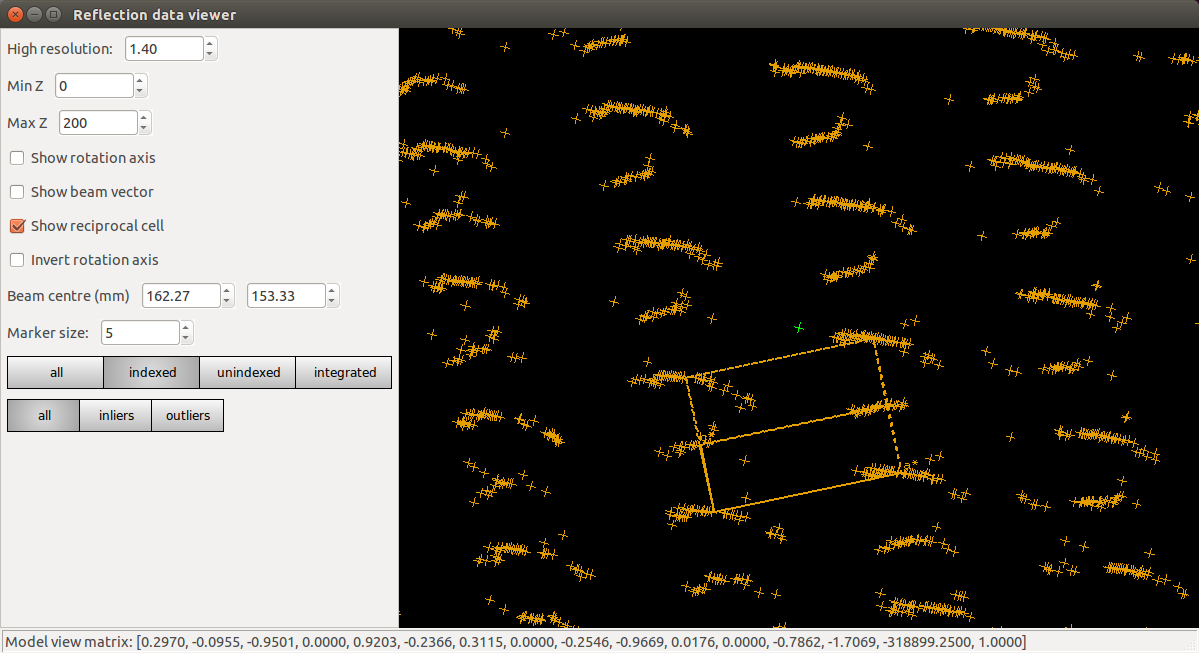 Reflection data viewer
High resolution: 1.40
Min Z 0
Max Z 200
Show rotation axis
Show beam vector
Show reciprocal cell
Invert rotation axis
Beam centre (mm) 162.27 153.33
Marker size: 5
all indexed unindexed integrated
all inliers outliers
a*
Model view matrix: [0.2970, -0.0955, -0.9501, 0.0000, 0.9203, -0.2366, 0.3115, 0.0000, -0.2546, -0.9669, 0.0176, 0.0000, -0.7862, -1.7069, -318899.2500, 1.0000]